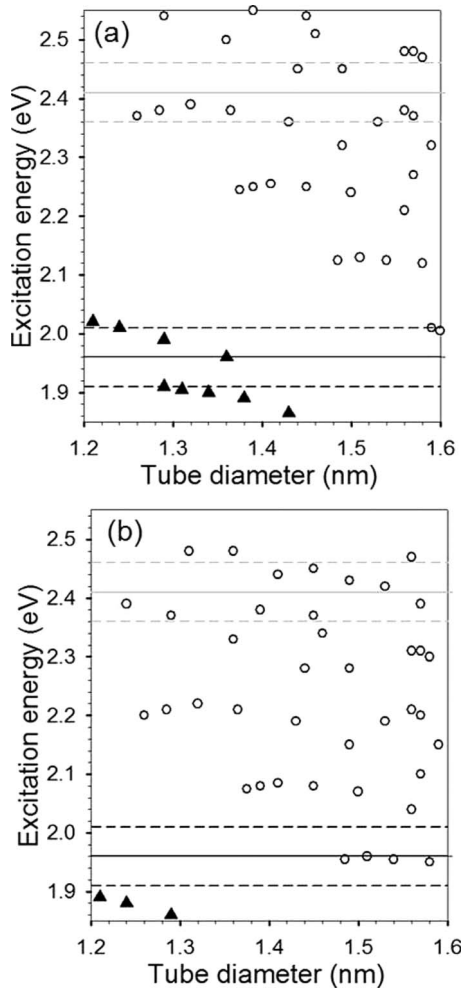 (a)
Excitation energy (eV)
2.5
2.4
2.3
2.2
2.1
2.0
1.9
1.2 1.3 1.4 1.5 1.6
Tube diameter (nm)
(b)
Excitation energy (eV)
2.5
2.4
2.3
2.2
2.1
2.0
1.9
1.2 1.3 1.4 1.5 1.6
Tube diameter (nm)